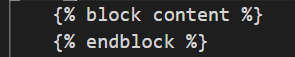 {% block content %}
{% endblock %}